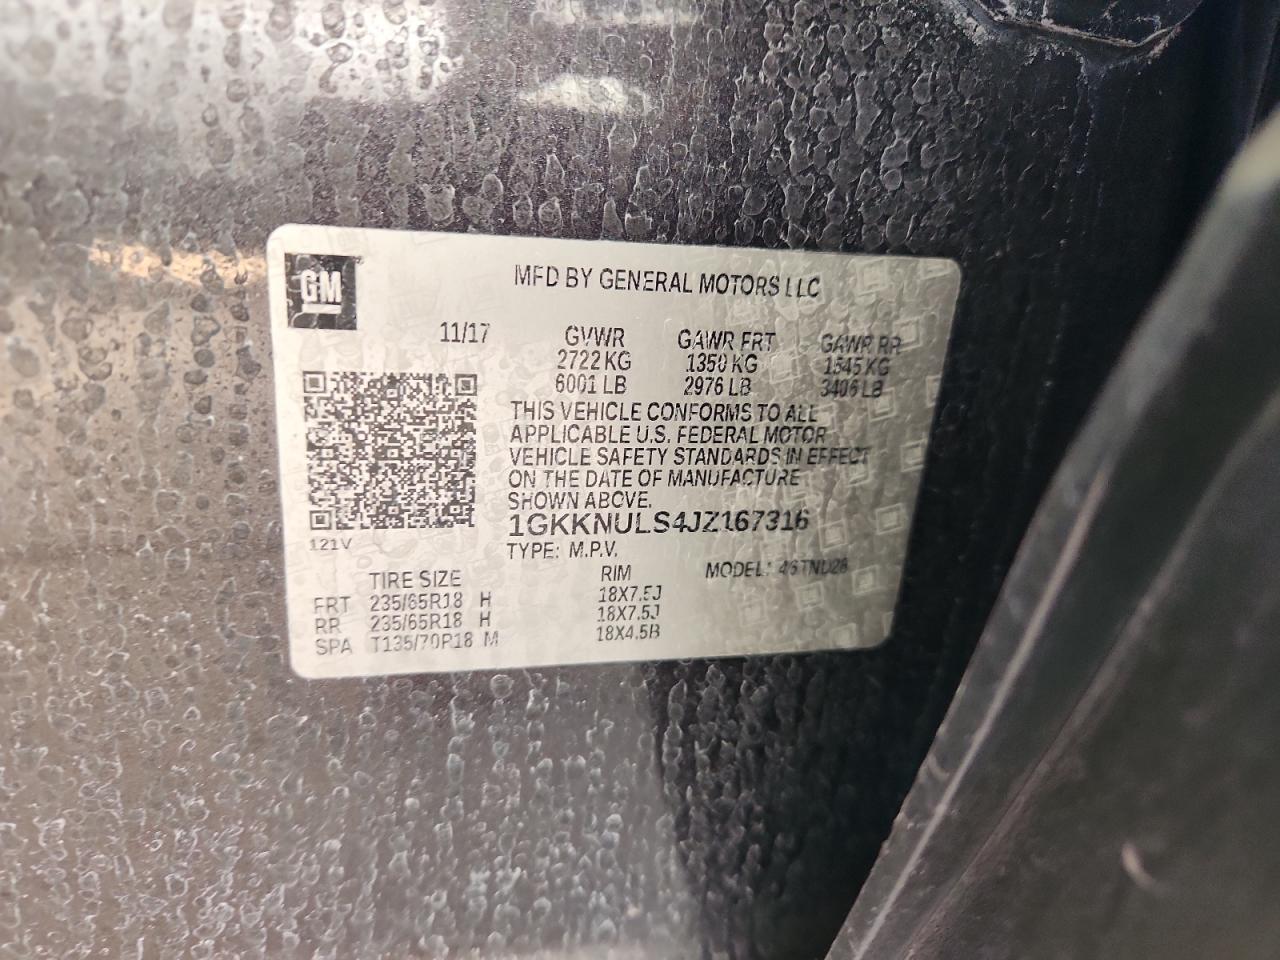 GM
MFD BY GENERAL MOTORS LLC
11/17 GVWR GAWR FRT GAWR RR
2722 KG 1350 KG 1545 KG
6001 LB 2976 LB 3406 LB
THIS VEHICLE CONFORMS TO ALL
APPLICABLE U.S. FEDERAL MOTOR
VEHICLE SAFETY STANDARDS IN EFFECT
ON THE DATE OF MANUFACTURE
SHOWN ABOVE.
1GKKNULS4JZ167316
121V
TYPE: M.P.V. MODEL:
TIRE SIZE RIM
FRT 235/65R18 H 18X7.5J
RR 235/65R18 H 18X7.5J
SPA T135/70R18 M 18X4.5B